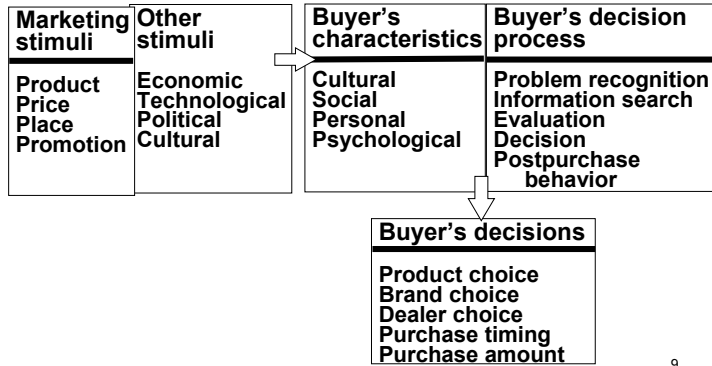 Marketing
stimuli
Product
Price
Place
Promotion
Other
stimuli
Economic
Technological
Political
Cultural
Buyer's
characteristics
Cultural
Social
Personal
Psychological
Buyer's decision
process
Problem recognition
Information search
Evaluation
Decision
Postpurchase
behavior
Buyer's decisions
Product choice
Brand choice
Dealer choice
Purchase timing
Purchase amount
9